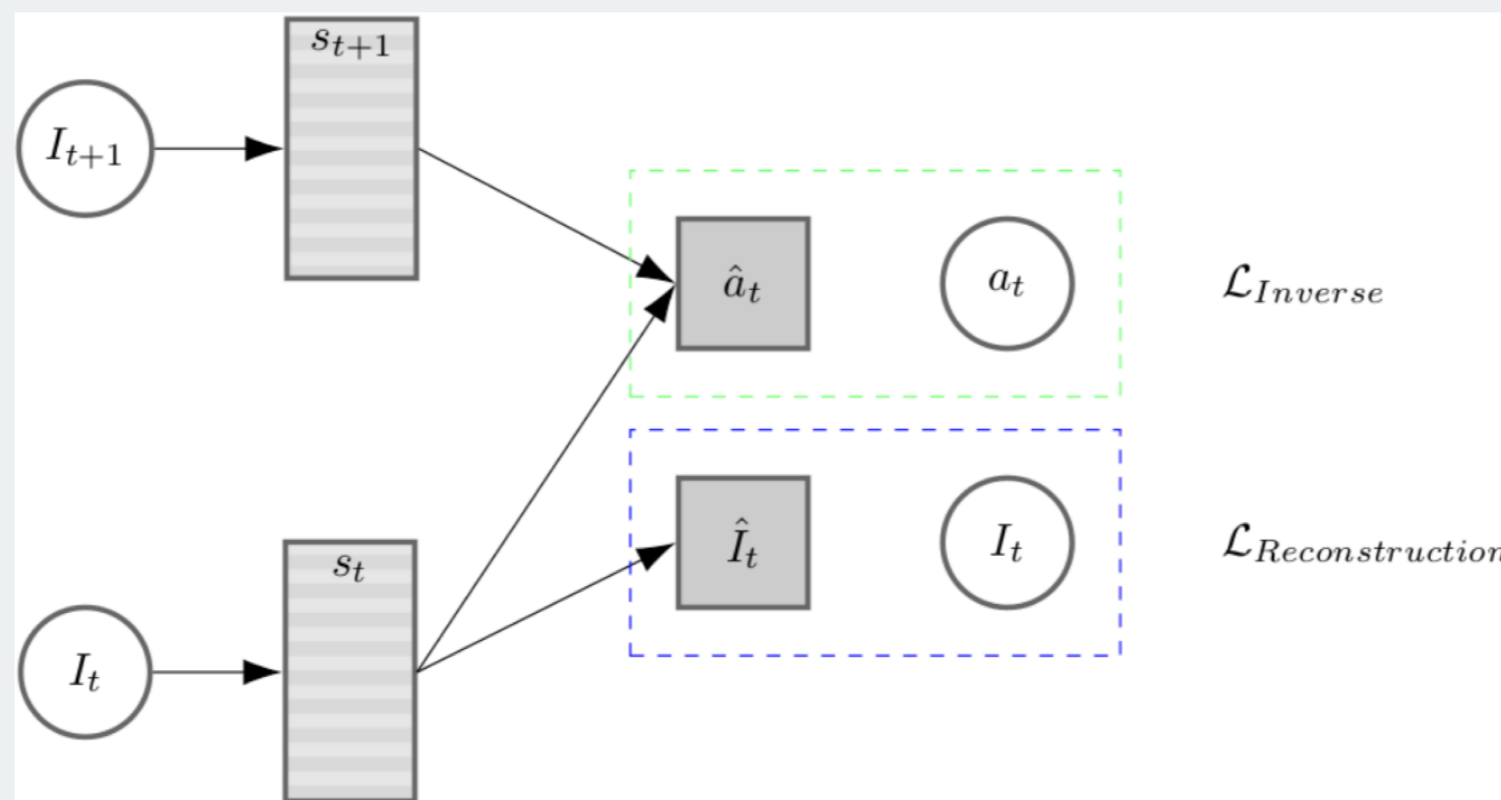 s_{t+1}
I_{t+1}
â_t
a_t
ℒ_{Inverse}
Î_t
I_t
ℒ_{Reconstruction}
s_t
I_t